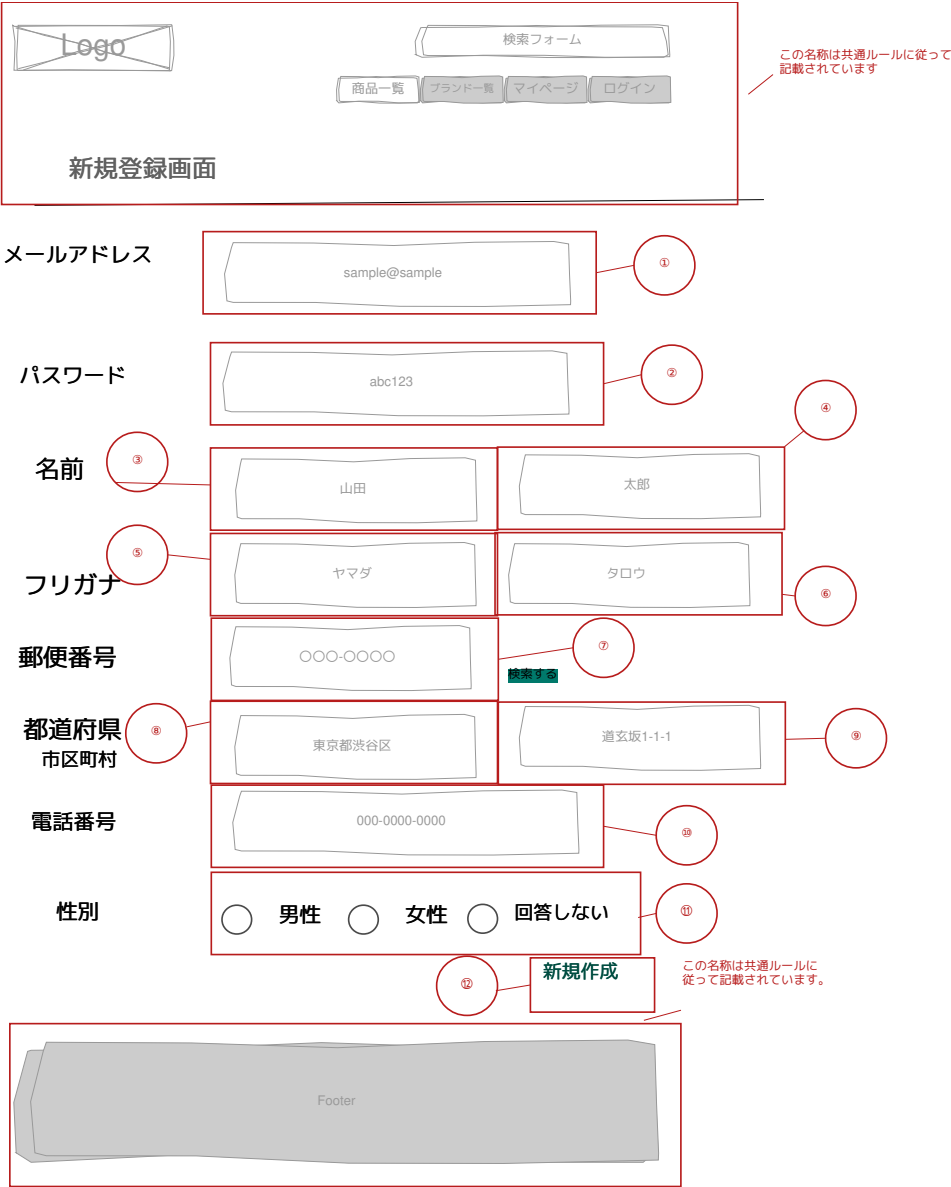 Logo
検索フォーム
この名称は共通ルールに従って
記載されています
商品一覧 ブランド一覧 マイページ ログイン
新規登録画面
メールアドレス
sample@sample
①
パスワード
abc123
②
④
名前
③
山田
太郎
⑤
ヤマダ
タロウ
フリガナ
⑥
郵便番号
〇〇〇-〇〇〇〇
⑦
検索する
都道府県
市区町村
⑧
東京都渋谷区
道玄坂1-1-1
⑨
電話番号
000-0000-0000
⑩
性別
男性 女性 回答しない
⑪
⑫
新規作成
この名称は共通ルールに
従って記載されています。
Footer